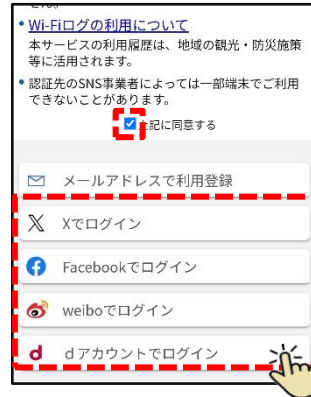 • Wi-Fiログの利用について
本サービスの利用履歴は、地域の観光・防災施策
等に活用されます。
• 認証先のSNS事業者によっては一部端末でご利用
できないことがあります。
記に同意する
メールアドレスで利用登録
Xでログイン
Facebookでログイン
weiboでログイン
d dアカウントでログイン